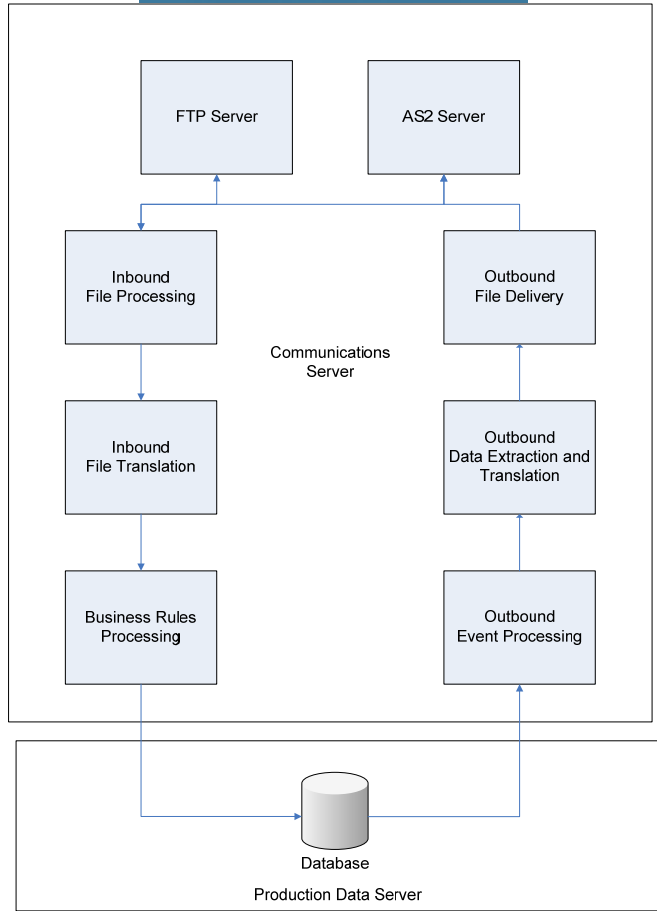 FTP Server
AS2 Server
Inbound
File Processing
Outbound
File Delivery
Communications
Server
Inbound
File Translation
Outbound
Data Extraction and
Translation
Business Rules
Processing
Outbound
Event Processing
Database
Production Data Server